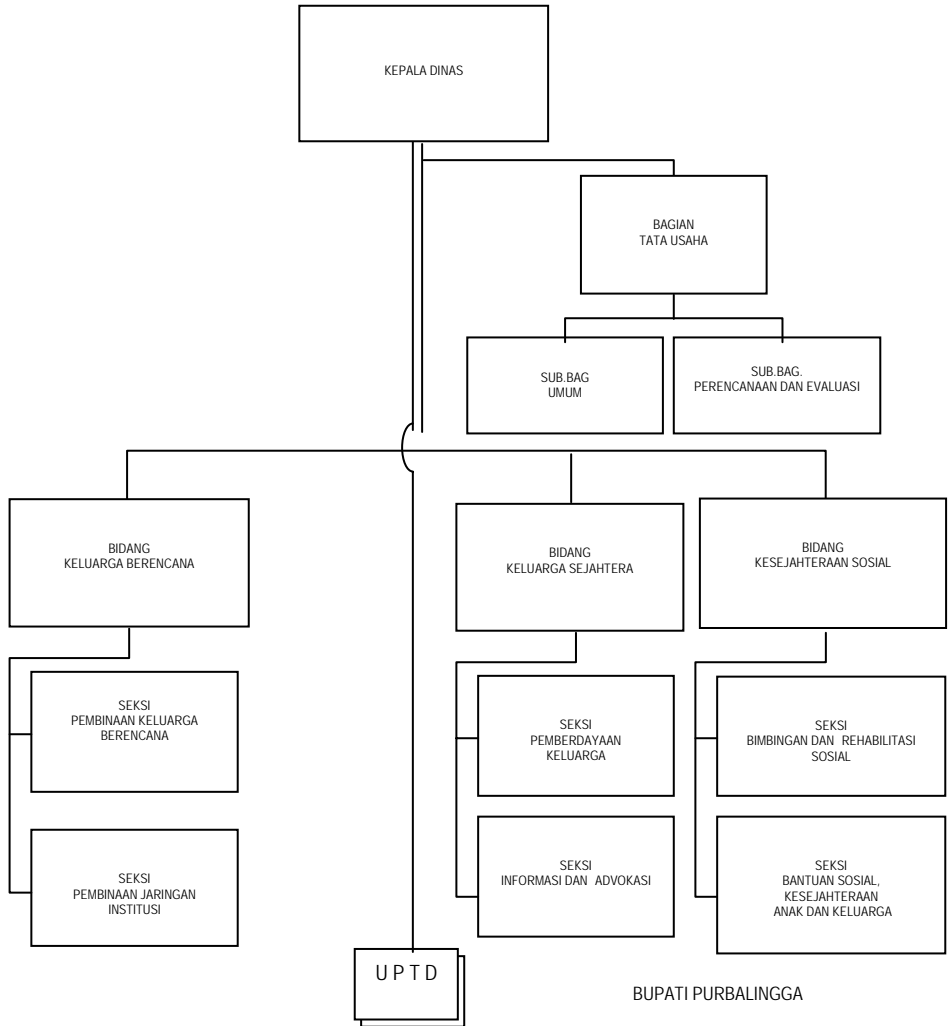 KEPALA DINAS
BAGIAN
TATA USAHA
SUB.BAG
UMUM
SUB.BAG.
PERENCANAAN DAN EVALUASI
BIDANG
KELUARGA BERENCANA
BIDANG
KELUARGA SEJAHTERA
BIDANG
KESEJAHTERAAN SOSIAL
SEKSI
PEMBINAAN KELUARGA
BERENCANA
SEKSI
PEMBERDAYAAN
KELUARGA
SEKSI
BIMBINGAN DAN REHABILITASI
SOSIAL
SEKSI
PEMBINAAN JARINGAN
INSTITUSI
SEKSI
INFORMASI DAN ADVOKASI
SEKSI
BANTUAN SOSIAL,
KESEJAHTERAAN
ANAK DAN KELUARGA
U P T D
BUPATI PURBALINGGA